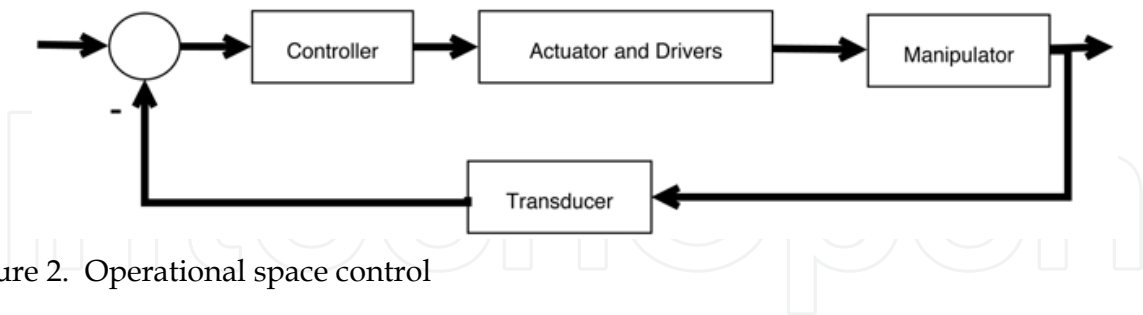 Controller
Actuator and Drivers
Manipulator
-
Transducer
ure 2. Operational space control